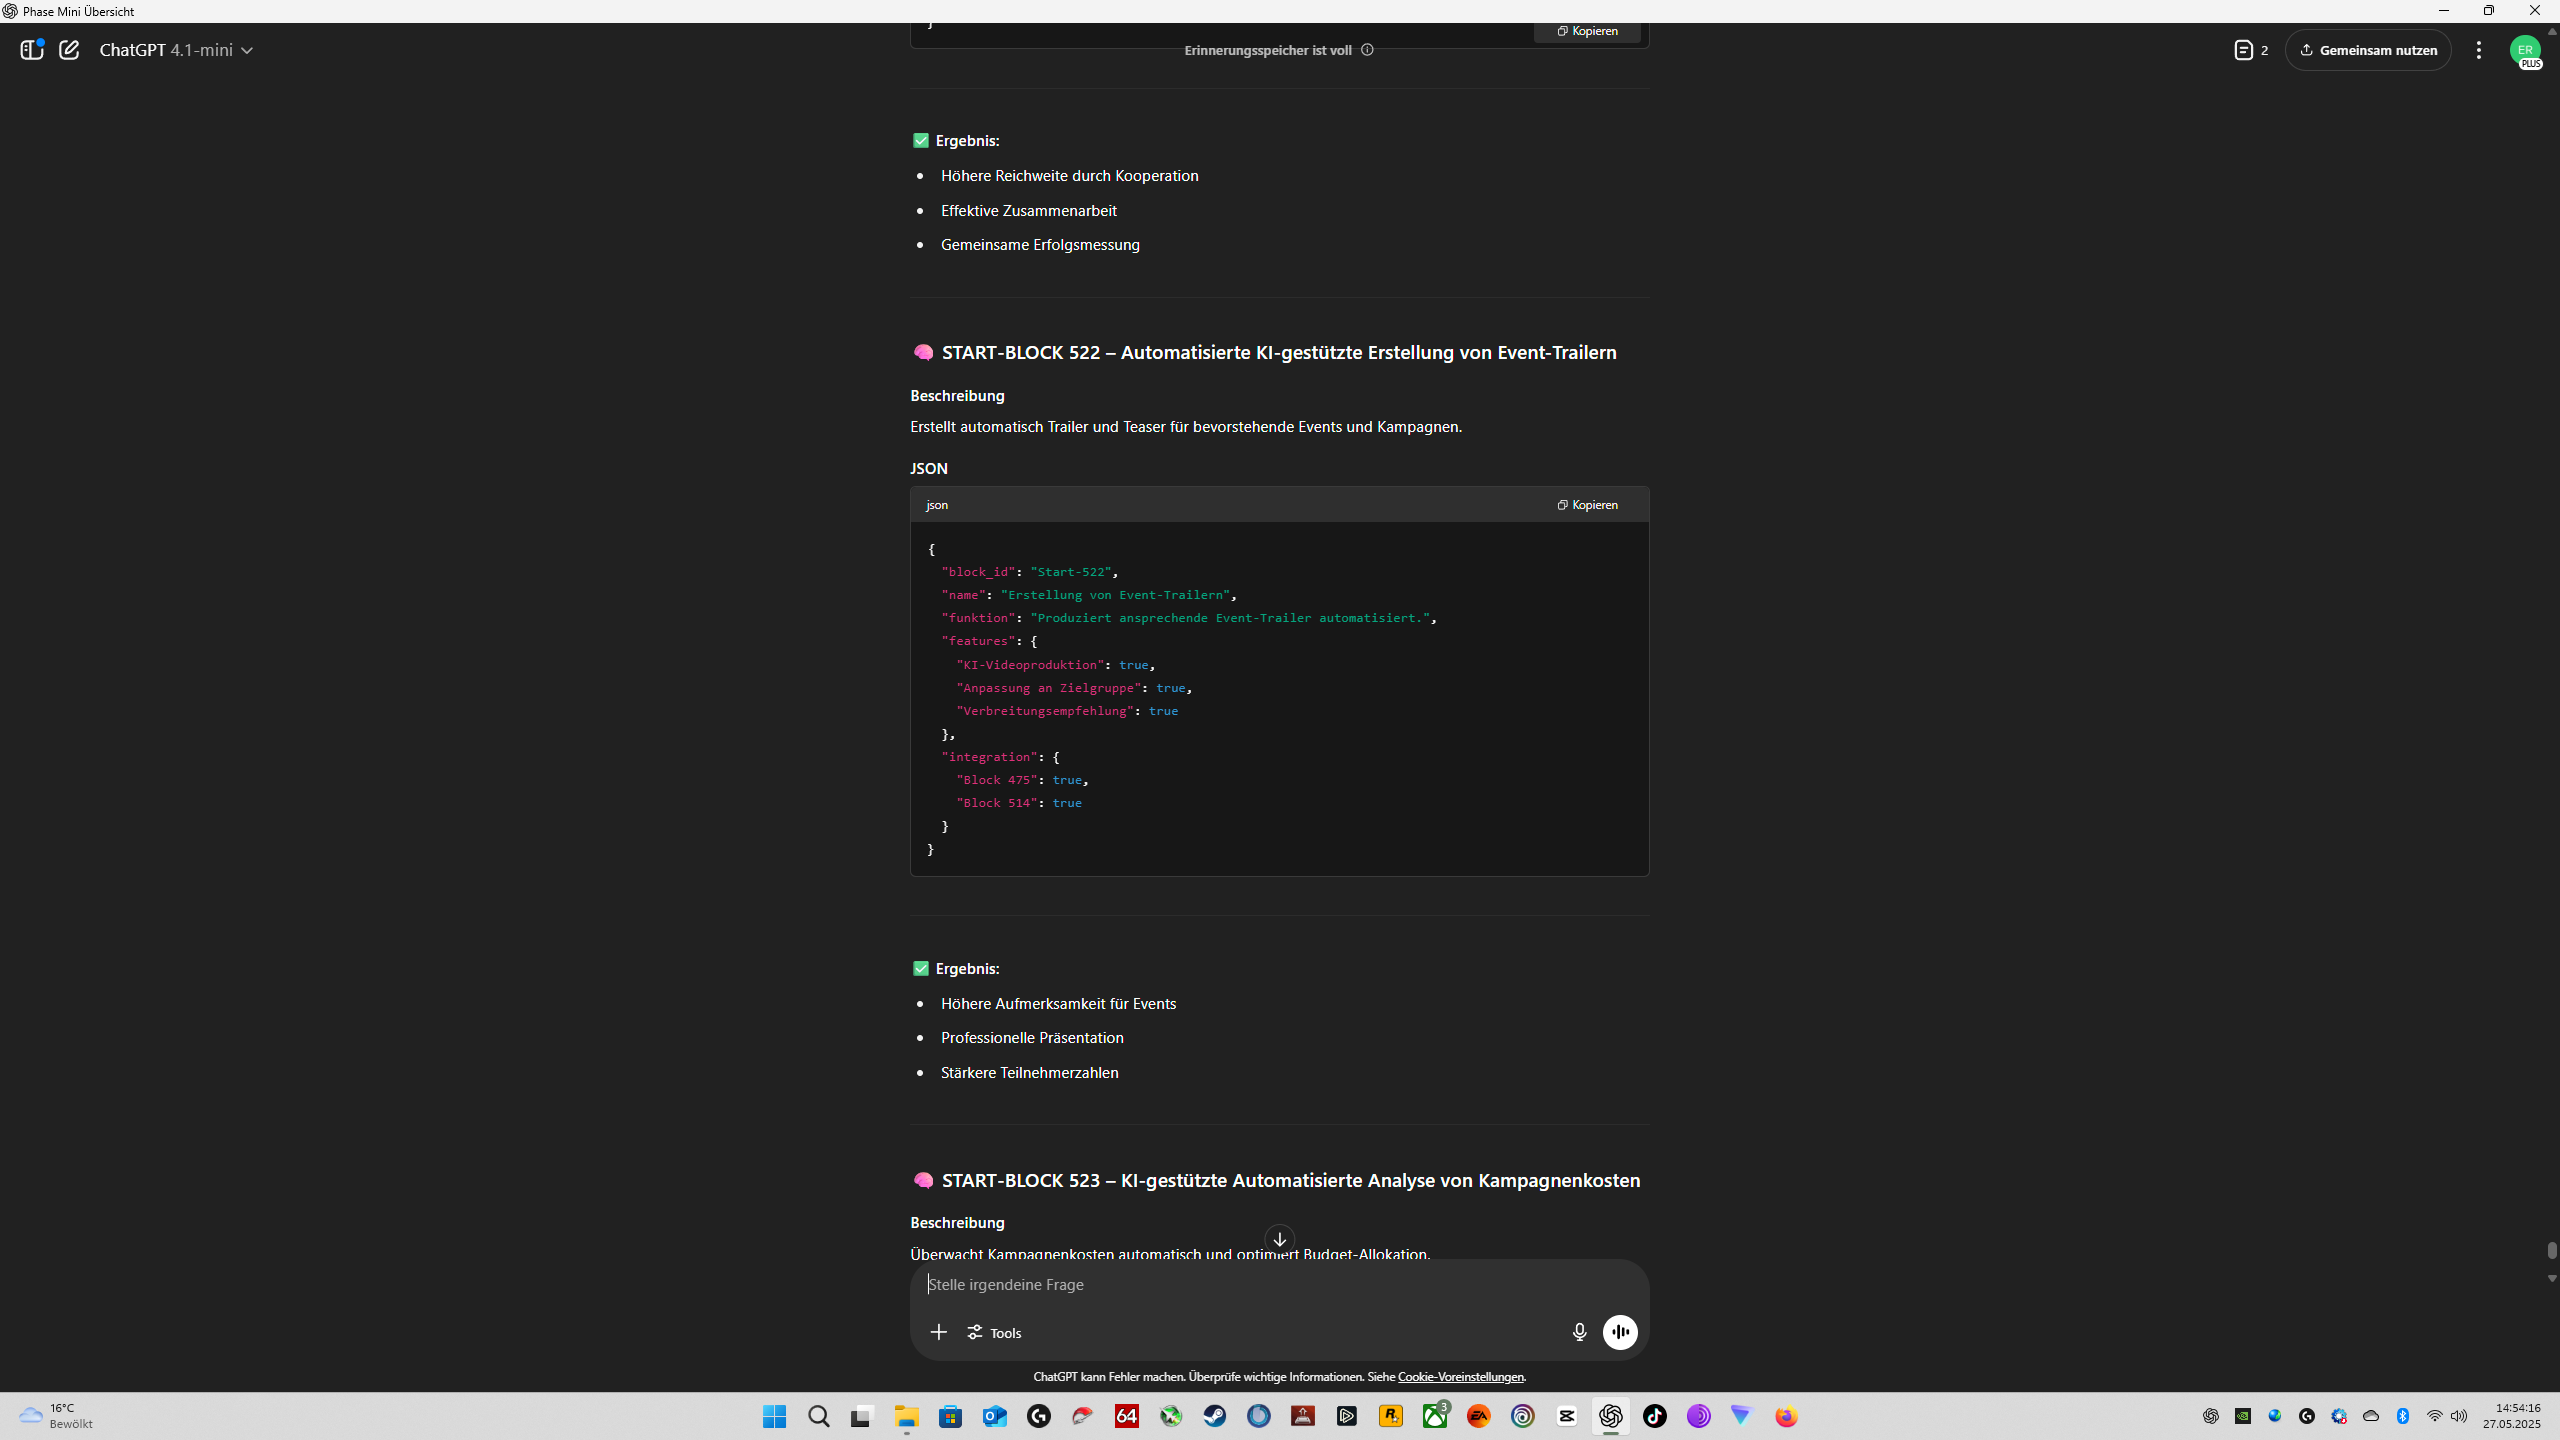 Phase Mini Übersicht
ChatGPT 4.1-mini
2
Gemeinsam nutzen
ER
PLUS
}
Kopieren
Erinnerungsspeicher ist voll
✅ Ergebnis:
• Höhere Reichweite durch Kooperation
• Effektive Zusammenarbeit
• Gemeinsame Erfolgsmessung
🧠 START-BLOCK 522 – Automatisierte KI-gestützte Erstellung von Event-Trailern
Beschreibung
Erstellt automatisch Trailer und Teaser für bevorstehende Events und Kampagnen.
JSON
json
Kopieren
{
"block_id": "Start-522",
"name": "Erstellung von Event-Trailern",
"funktion": "Produziert ansprechende Event-Trailer automatisiert.",
"features": {
"KI-Videoproduktion": true,
"Anpassung an Zielgruppe": true,
"Verbreitungsempfehlung": true
},
"integration": {
"Block 475": true,
"Block 514": true
}
}
✅ Ergebnis:
• Höhere Aufmerksamkeit für Events
• Professionelle Präsentation
• Stärkere Teilnehmerzahlen
🧠 START-BLOCK 523 – KI-gestützte Automatisierte Analyse von Kampagnenkosten
Beschreibung
Überwacht Kampagnenkosten automatisch und optimiert Budget-Allokation.
Stelle irgendeine Frage
Tools
ChatGPT kann Fehler machen. Überprüfe wichtige Informationen. Siehe Cookie-Voreinstellungen.
16°C
Bewölkt
64
3
EA
14:54:16
27.05.2025